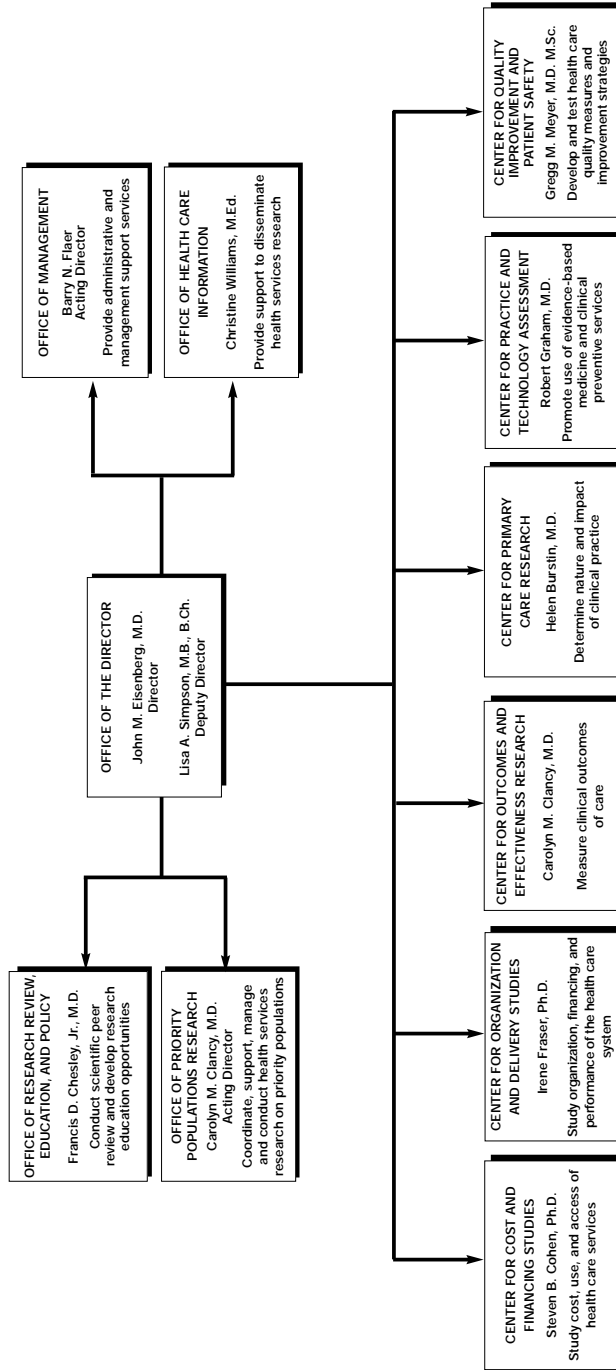 OFFICE OF RESEARCH REVIEW,
EDUCATION, AND POLICY
Francis D. Chesley, Jr., M.D.
Conduct scientific peer
review and develop research
education opportunities
OFFICE OF PRIORITY
POPULATIONS RESEARCH
Carolyn M. Clancy, M.D.
Acting Director
Coordinate, support, manage
and conduct health services
research on priority populations
OFFICE OF THE DIRECTOR
John M. Eisenberg, M.D.
Director
Lisa A. Simpson, M.B., B.Ch.
Deputy Director
OFFICE OF MANAGEMENT
Barry N. Flaer
Acting Director
Provide administrative and
management support services
OFFICE OF HEALTH CARE
INFORMATION
Christine Williams, M.Ed.
Provide support to disseminate
health services research
CENTER FOR COST AND
FINANCING STUDIES
Steven B. Cohen, Ph.D.
Study cost, use, and access of
health care services
CENTER FOR ORGANIZATION
AND DELIVERY STUDIES
Irene Fraser, Ph.D.
Study organization, financing, and
performance of the health care
system
CENTER FOR OUTCOMES AND
EFFECTIVENESS RESEARCH
Carolyn M. Clancy, M.D.
Measure clinical outcomes
of care
CENTER FOR PRIMARY
CARE RESEARCH
Helen Burstin, M.D.
Determine nature and impact
of clinical practice
CENTER FOR PRACTICE AND
TECHNOLOGY ASSESSMENT
Robert Graham, M.D.
Promote use of evidence-based
medicine and clinical
preventive services
CENTER FOR QUALITY
IMPROVEMENT AND
PATIENT SAFETY
Gregg M. Meyer, M.D. M.Sc.
Develop and test health care
quality measures and
improvement strategies